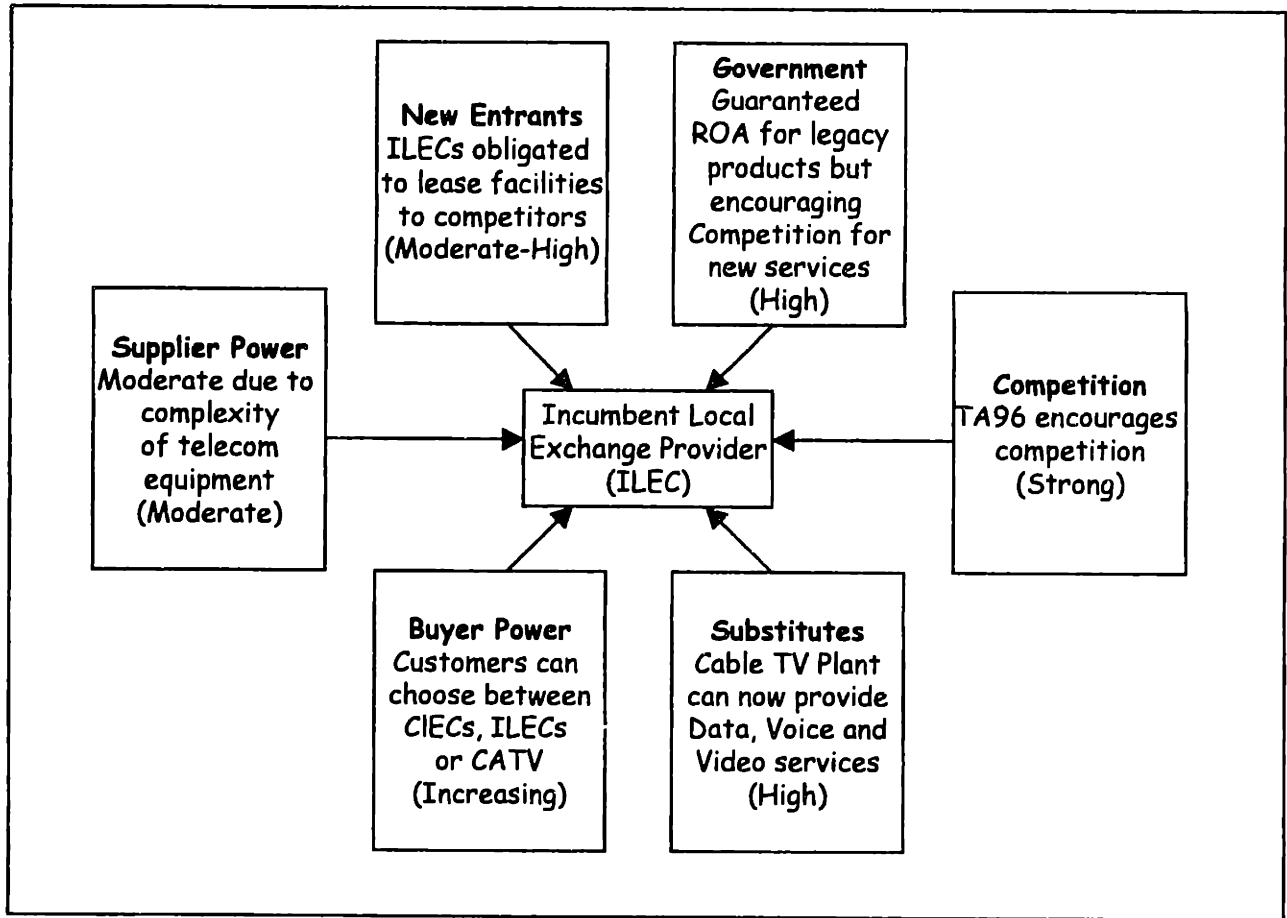 New Entrants
ILECs obligated
to lease facilities
to competitors
(Moderate-High)
Government
Guaranteed
ROA for legacy
products but
encouraging
Competition for
new services
(High)
Supplier Power
Moderate due to
complexity
of telecom
equipment
(Moderate)
Incumbent Local
Exchange Provider
(ILEC)
Competition
TA96 encourages
competition
(Strong)
Buyer Power
Customers can
choose between
ClECs, ILECs
or CATV
(Increasing)
Substitutes
Cable TV Plant
can now provide
Data, Voice and
Video services
(High)